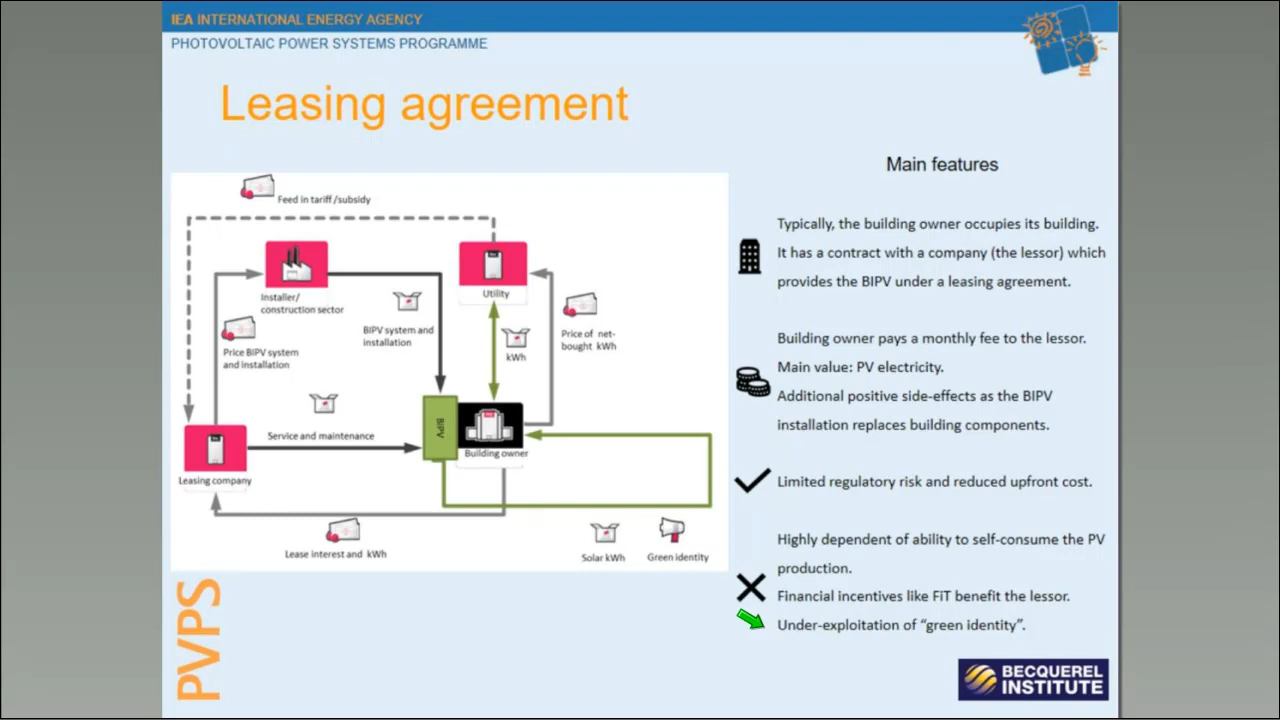 IEA INTERNATIONAL ENERGY AGENCY
PHOTOVOLTAIC POWER SYSTEMS PROGRAMME
Leasing agreement
Feed in tariff /subsidy
Installer/
construction sector
Utility
BIPV system and
installation
kWh
Price of net-
bought kWh
Price BIPV system
and installation
Service and maintenance
BIPV
Building owner
Leasing company
Lease interest and kWh
Solar kWh
Green identity
Main features
Typically, the building owner occupies its building.
It has a contract with a company (the lessor) which
provides the BIPV under a leasing agreement.
Building owner pays a monthly fee to the lessor.
Main value: PV electricity.
Additional positive side-effects as the BIPV
installation replaces building components.
Limited regulatory risk and reduced upfront cost.
Highly dependent of ability to self-consume the PV
production.
Financial incentives like FiT benefit the lessor.
Under-exploitation of “green identity”.
PVPS
BECQUEREL
INSTITUTE